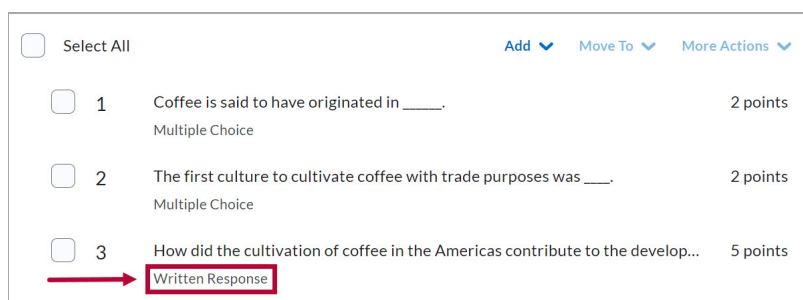 Select All Add Move To More Actions
1 Coffee is said to have originated in ______. 2 points
Multiple Choice
2 The first culture to cultivate coffee with trade purposes was ____. 2 points
Multiple Choice
3 How did the cultivation of coffee in the Americas contribute to the develop... 5 points
Written Response